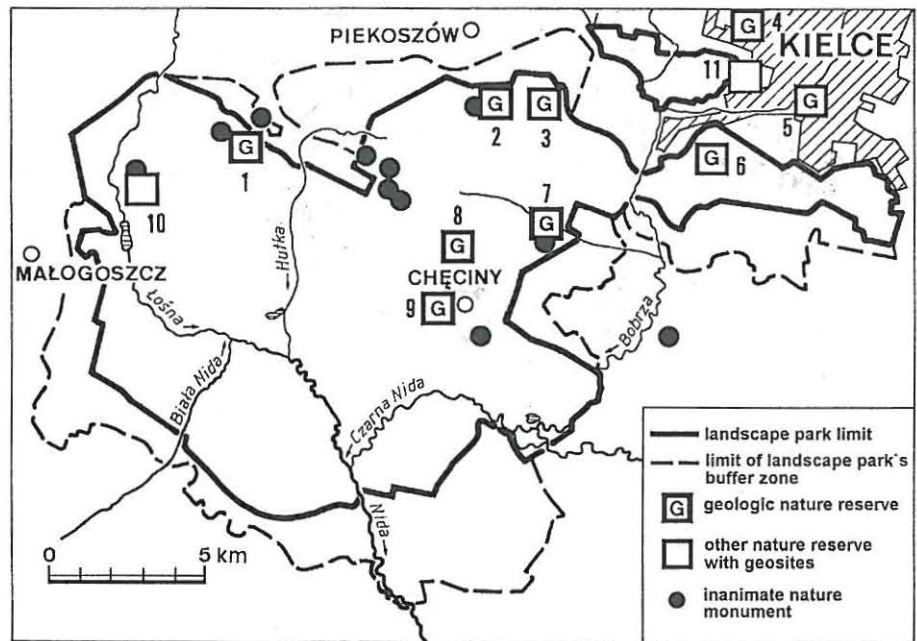 PIEKOSZÓW
G 4
KIELCE
11
G
5
G
2
G
3
G
1
G
6
10
7
G
8
G
MAŁOGOSZCZ
Hutka
CHĘCINY
9 G
Łośna
Bobrza
Biała Nida
Czarna Nida
Nida
0 5 km
landscape park limit
limit of landscape park's
buffer zone
G geologic nature reserve
other nature reserve
with geosites
inanimate nature
monument